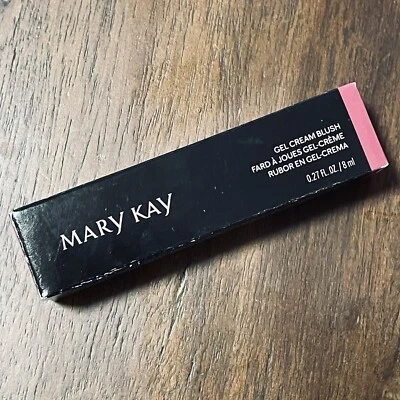 MARY KAY
GEL CREAM BLUSH
FARD À JOUES GEL-CRÈME
RUBOR EN GEL-CREMA
0.27 FL.OZ. / 8 ml